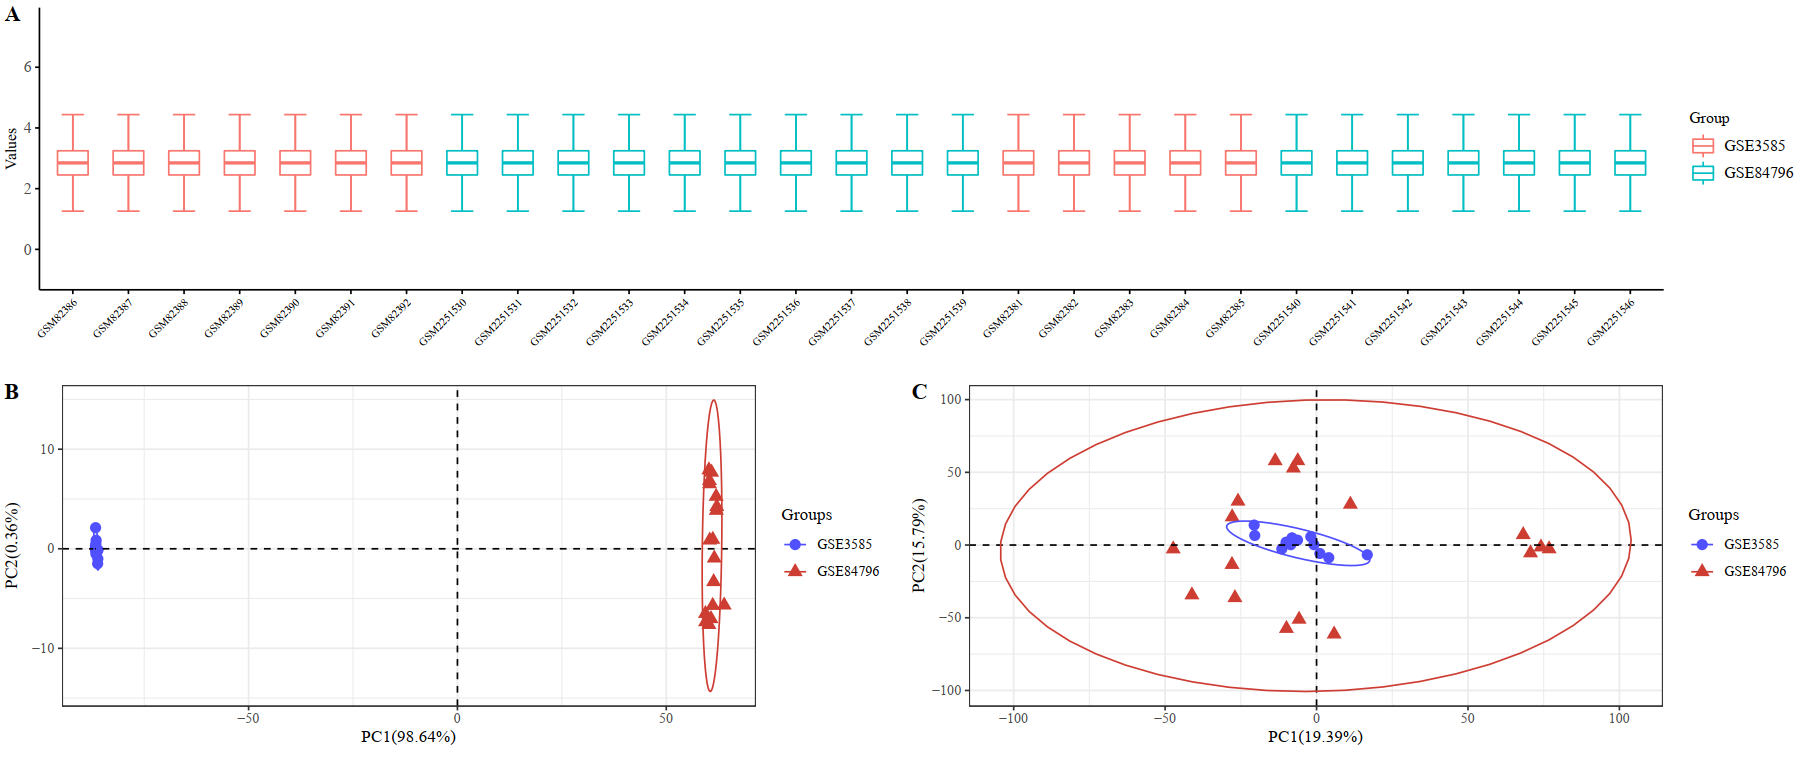 A
Values
6
4
2
0
GSM82386
GSM82387
GSM82388
GSM82389
GSM82390
GSM82391
GSM82392
GSM2251530
GSM2251531
GSM2251532
GSM2251533
GSM2251534
GSM2251535
GSM2251536
GSM2251537
GSM2251538
GSM2251539
GSM82381
GSM82382
GSM82383
GSM82384
GSM82385
GSM2251540
GSM2251541
GSM2251542
GSM2251543
GSM2251544
GSM2251545
GSM2251546
Group
GSE3585
GSE84796
B
PC2(0.36%)
10
0
−10
−50
0
50
PC1(98.64%)
Groups
GSE3585
GSE84796
C
PC2(15.79%)
100
50
0
−50
−100
−100
−50
0
50
100
PC1(19.39%)
Groups
GSE3585
GSE84796